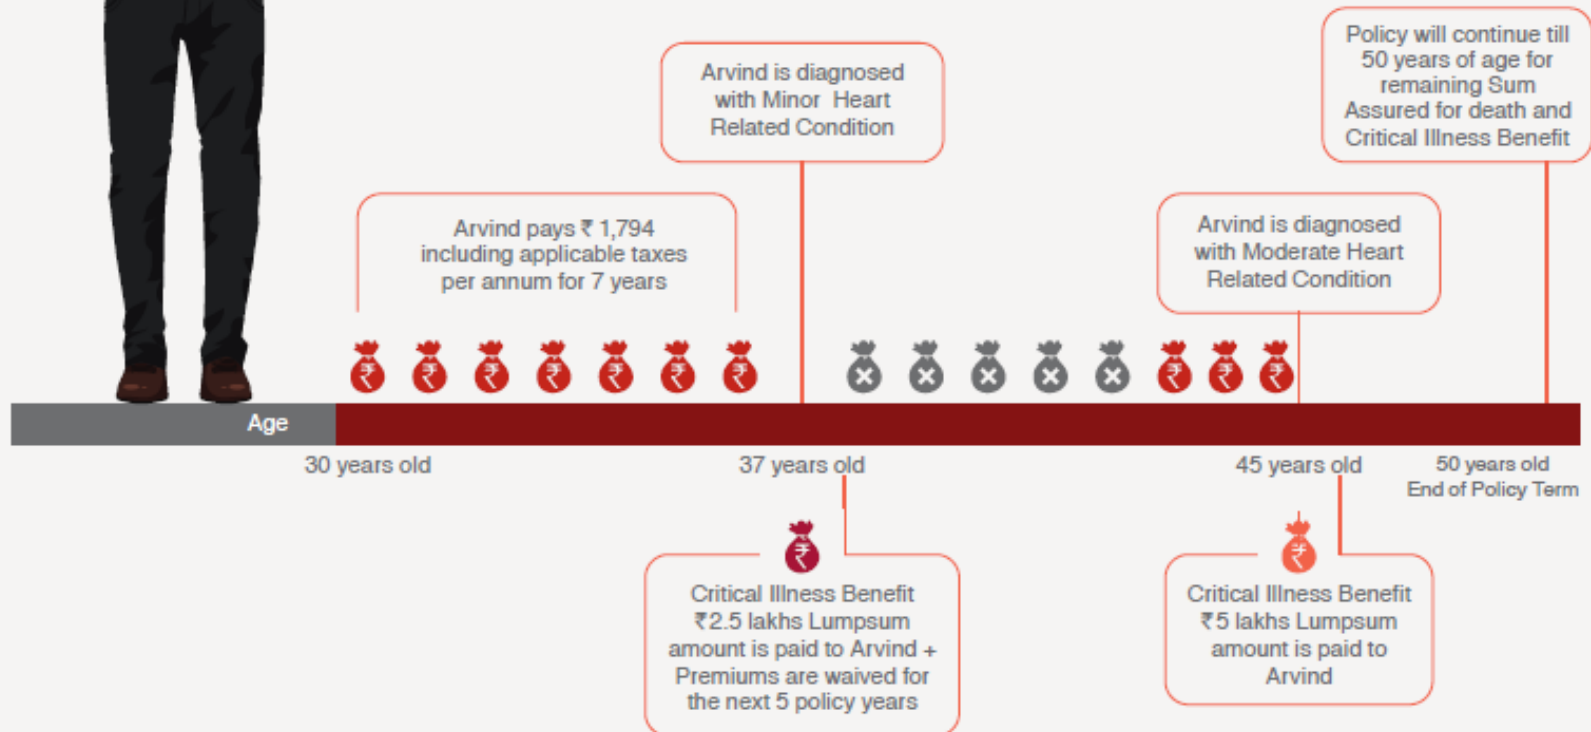 Policy will continue till
50 years of age for
remaining Sum
Assured for death and
Critical Illness Benefit
Arvind is diagnosed
with Minor Heart
Related Condition
Arvind pays ₹ 1,794
including applicable taxes
per annum for 7 years
Arvind is diagnosed
with Moderate Heart
Related Condition
₹ ₹ ₹ ₹ ₹ ₹ ₹ ₹ ₹ ₹
Age
30 years old
37 years old
45 years old
50 years old
End of Policy Term
₹
Critical Illness Benefit
₹2.5 lakhs Lumpsum
amount is paid to Arvind +
Premiums are waived for
the next 5 policy years
₹
Critical Illness Benefit
₹5 lakhs Lumpsum
amount is paid to
Arvind